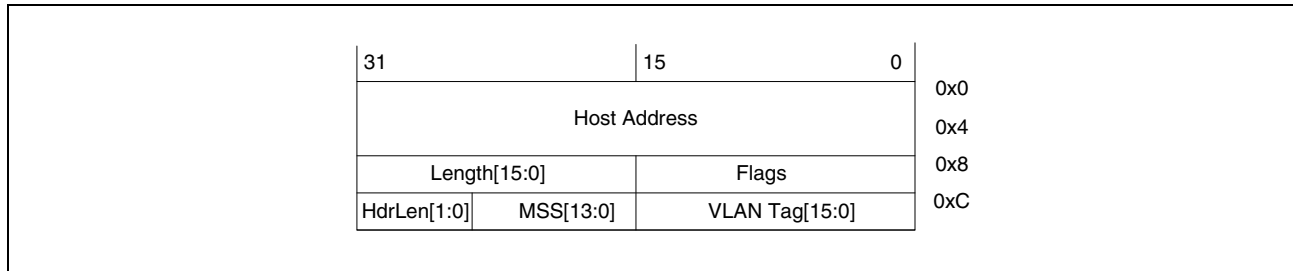 31 15 0
0x0
Host Address
0x4
Length[15:0] Flags 0x8
HdrLen[1:0] MSS[13:0] VLAN Tag[15:0] 0xC